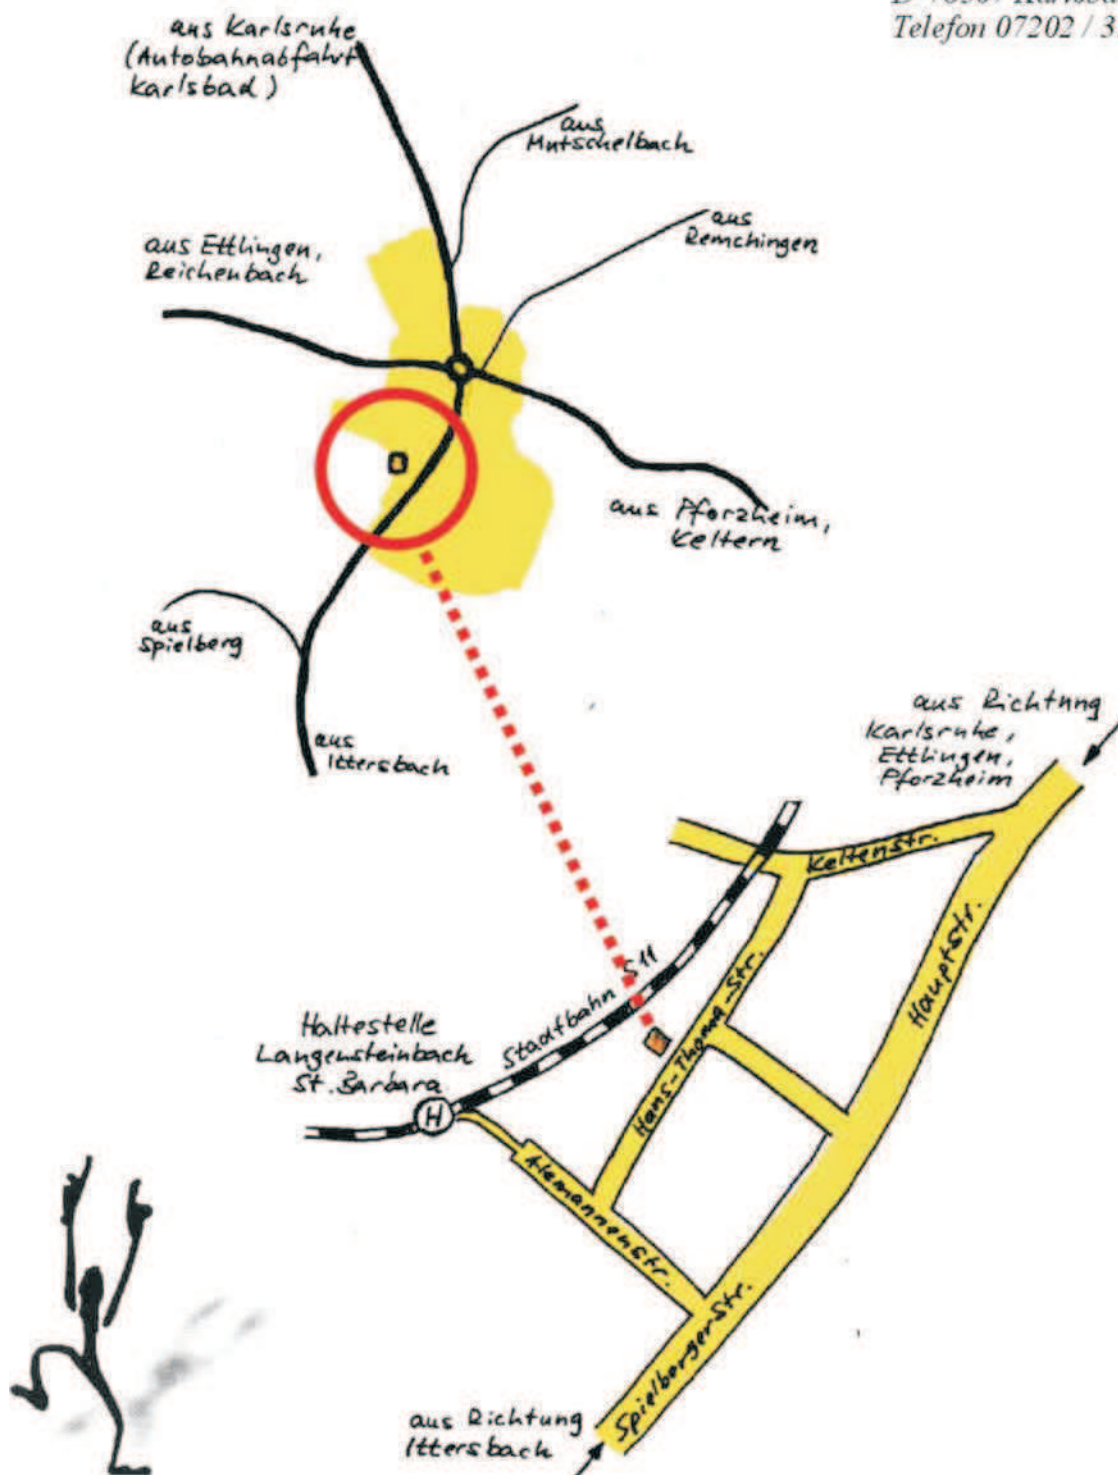 Telefon 07202 / 3
aus Karlsruhe
(Autobahnabfahrt
Karlsbad)
aus
Mutschelbach
aus
Remchingen
aus Ettlingen,
Reichenbach
aus Pforzheim,
Keltern
aus
Spielberg
aus
Ittersbach
aus Richtung
Karlsruhe,
Ettlingen,
Pforzheim
Keltenstr.
Hauptstr.
Stadtbahn S11
Hans-Thoma-Str.
Haltestelle
Langensteinbach
St. Barbara
H
Alemannenstr.
Spielberger Str.
aus Richtung
Ittersbach